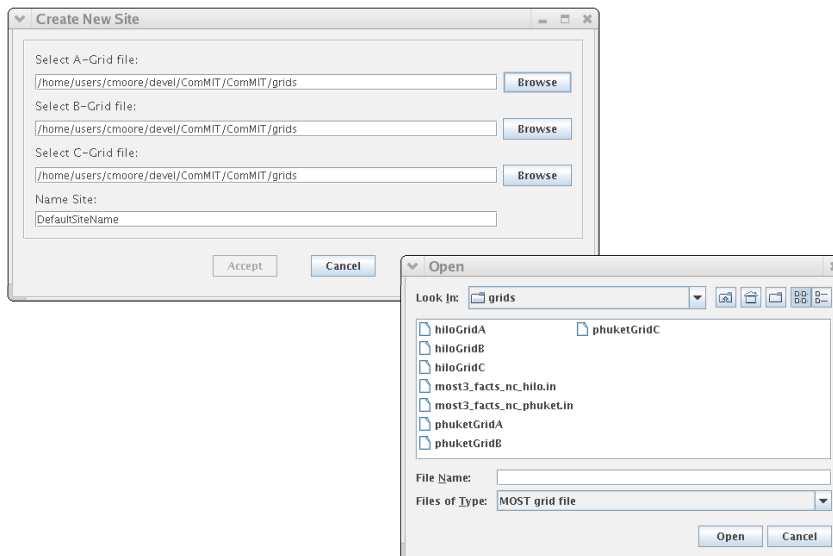 Create New Site
Select A-Grid file:
/home/users/cmoore/devel/ComMIT/ComMIT/grids
Browse
Select B-Grid file:
/home/users/cmoore/devel/ComMIT/ComMIT/grids
Browse
Select C-Grid file:
/home/users/cmoore/devel/ComMIT/ComMIT/grids
Browse
Name Site:
DefaultSiteName
Accept
Cancel
Open
Look In:
grids
hiloGridA
hiloGridB
hiloGridC
most3_facts_nc_hilo.in
most3_facts_nc_phuket.in
phuketGridA
phuketGridB
phuketGridC
File Name:
Files of Type:
MOST grid file
Open
Cancel